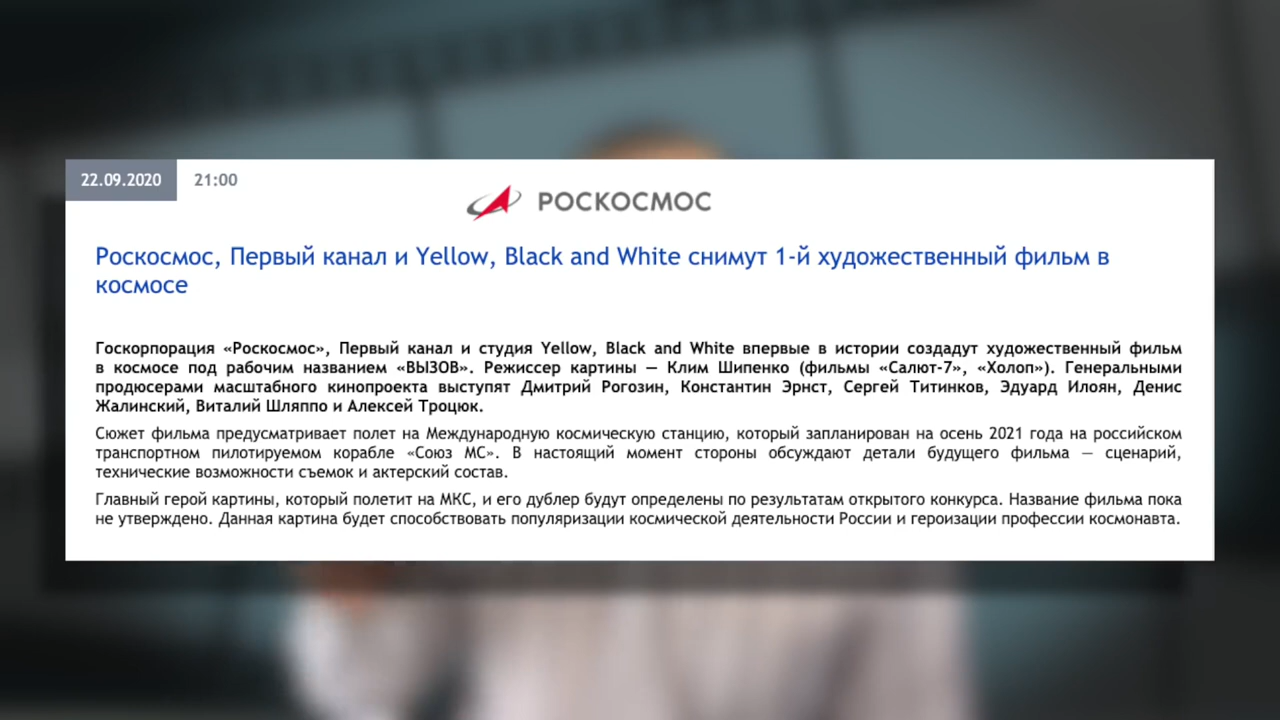 22.09.2020 21:00
РОСКОСМОС
Роскосмос, Первый канал и Yellow, Black and White снимут 1-й художественный фильм в
космосе
Госкорпорация «Роскосмос», Первый канал и студия Yellow, Black and White впервые в истории создадут художественный фильм
в космосе под рабочим названием «ВЫЗОВ». Режиссер картины — Клим Шипенко (фильмы «Салют-7», «Холоп»). Генеральными
продюсерами масштабного кинопроекта выступят Дмитрий Рогозин, Константин Эрнст, Сергей Титинков, Эдуард Илоян, Денис
Жалинский, Виталий Шляппо и Алексей Троцюк.
Сюжет фильма предусматривает полет на Международную космическую станцию, который запланирован на осень 2021 года на российском
транспортном пилотируемом корабле «Союз МС». В настоящий момент стороны обсуждают детали будущего фильма — сценарий,
технические возможности съемок и актерский состав.
Главный герой картины, который полетит на МКС, и его дублер будут определены по результатам открытого конкурса. Название фильма пока
не утверждено. Данная картина будет способствовать популяризации космической деятельности России и героизации профессии космонавта.